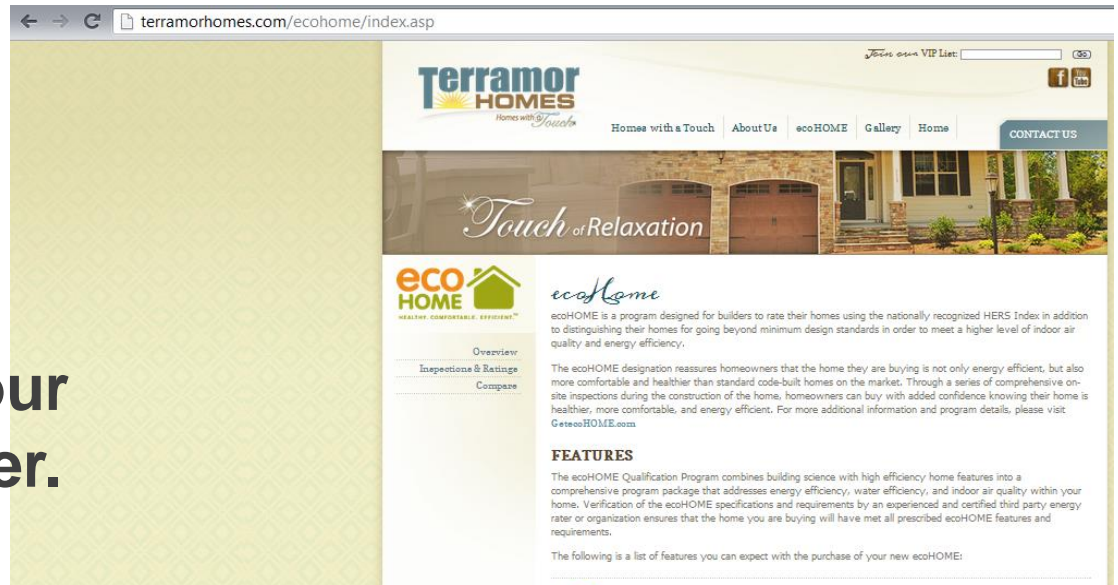 terramorhomes.com/ecohome/index.asp
Join our VIP List:
GO
Terramor
HOMES
Homes with a Touch
f
You
Tube
Homes with a Touch
About Us
ecoHOME
Gallery
Home
CONTACT US
Touch of Relaxation
eco
HOME
HEALTHY. COMFORTABLE. EFFICIENT.™
Overview
Inspections & Ratings
Compare
ecoHome
ecoHOME is a program designed for builders to rate their homes using the nationally recognized HERS Index in addition
to distinguishing their homes for going beyond minimum design standards in order to meet a higher level of indoor air
quality and energy efficiency.
The ecoHOME designation reassures homeowners that the home they are buying is not only energy efficient, but also
more comfortable and healthier than standard code-built homes on the market. Through a series of comprehensive on-
site inspections during the construction of the home, homeowners can buy with added confidence knowing their home is
healthier, more comfortable, and energy efficient. For more additional information and program details, please visit
GetecoHOME.com
FEATURES
The ecoHOME Qualification Program combines building science with high efficiency home features into a
comprehensive program package that addresses energy efficiency, water efficiency, and indoor air quality within your
home. Verification of the ecoHOME specifications and requirements by an experienced and certified third party energy
rater or organization ensures that the home you are buying will have met all prescribed ecoHOME features and
requirements.
The following is a list of features you can expect with the purchase of your new ecoHOME:
our
er.